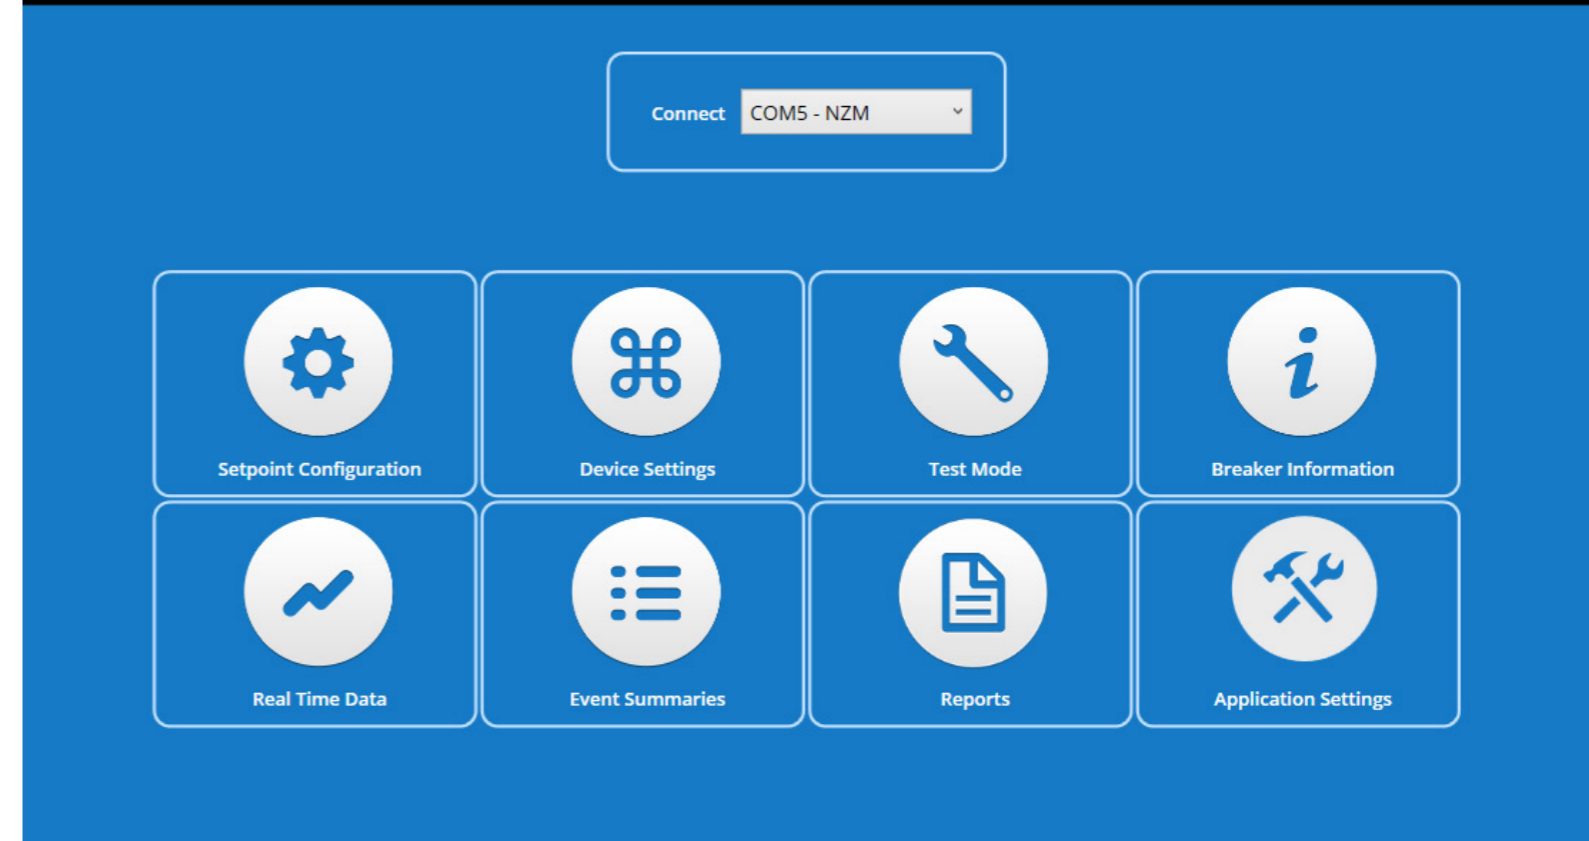 Connect COM5 - NZM
Setpoint Configuration
Device Settings
Test Mode
Breaker Information
Real Time Data
Event Summaries
Reports
Application Settings